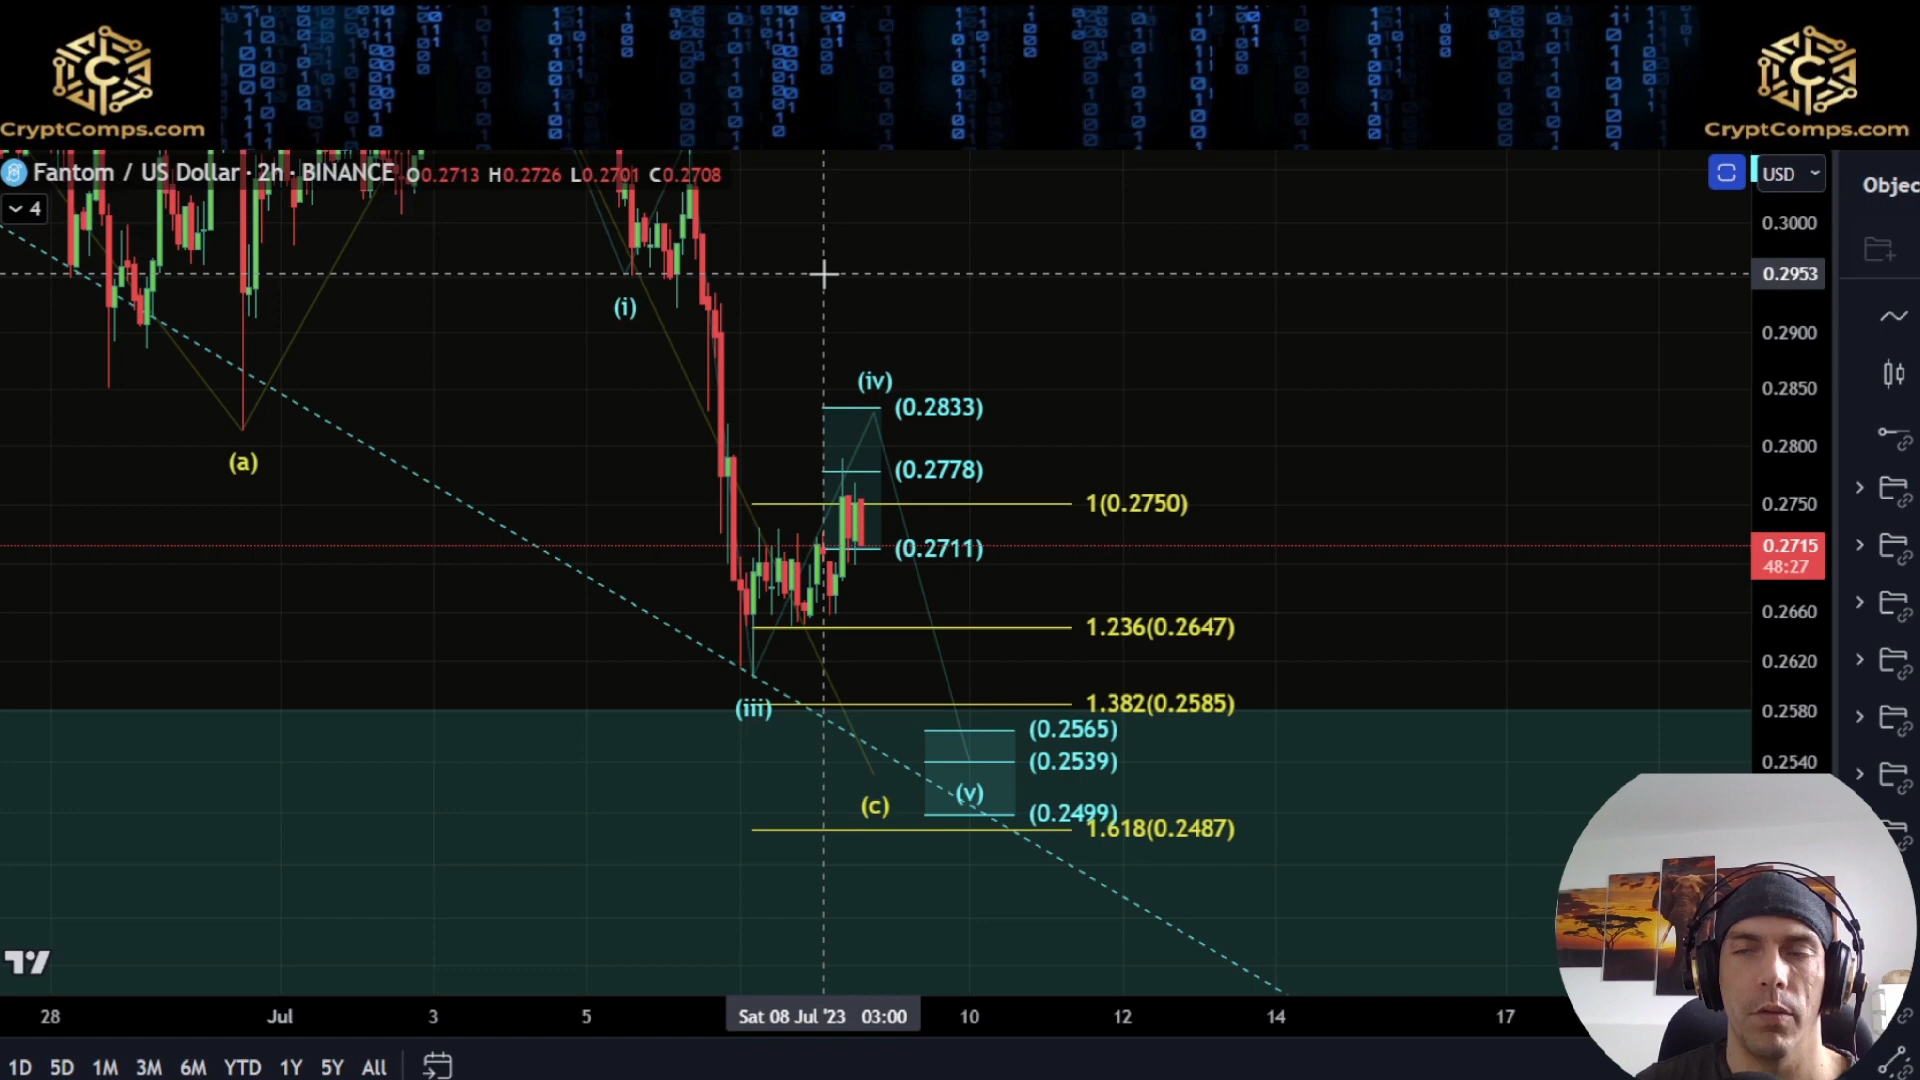 CryptComps.com
CryptComps.com
Fantom / US Dollar · 2h · BINANCE O0.2713 H0.2726 L0.2701 C0.2708
4
USD
Objec
0.3000
0.2953
0.2900
0.2850
0.2800
0.2750
0.2715
48:27
0.2660
0.2620
0.2580
0.2540
(i)
(a)
(iv)
(0.2833)
(0.2778)
1(0.2750)
(0.2711)
1.236(0.2647)
(iii)
1.382(0.2585)
(0.2565)
(0.2539)
(v)
(c)
(0.2499)
1.618(0.2487)
28
Jul
3
5
Sat 08 Jul '23 03:00
10
12
14
17
1D 5D 1M 3M 6M YTD 1Y 5Y All